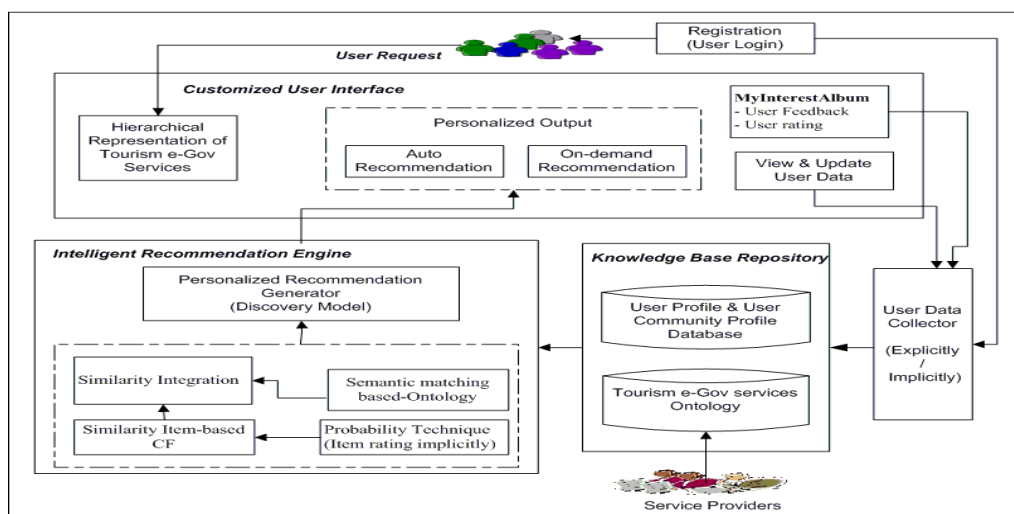 Registration
(User Login)
User Request
Customized User Interface
Hierarchical
Representation of
Tourism e-Gov
Services
Personalized Output
Auto
Recommendation
On-demand
Recommendation
MyInterestAlbum
- User Feedback
- User rating
View & Update
User Data
Intelligent Recommendation Engine
Personalized Recommendation
Generator
(Discovery Model)
Similarity Integration
Semantic matching
based-Ontology
Similarity Item-based
CF
Probability Technique
(Item rating implicitly)
Knowledge Base Repository
User Profile & User
Community Profile
Database
Tourism e-Gov services
Ontology
User Data
Collector
(Explicitly
/
Implicitly)
Service Providers